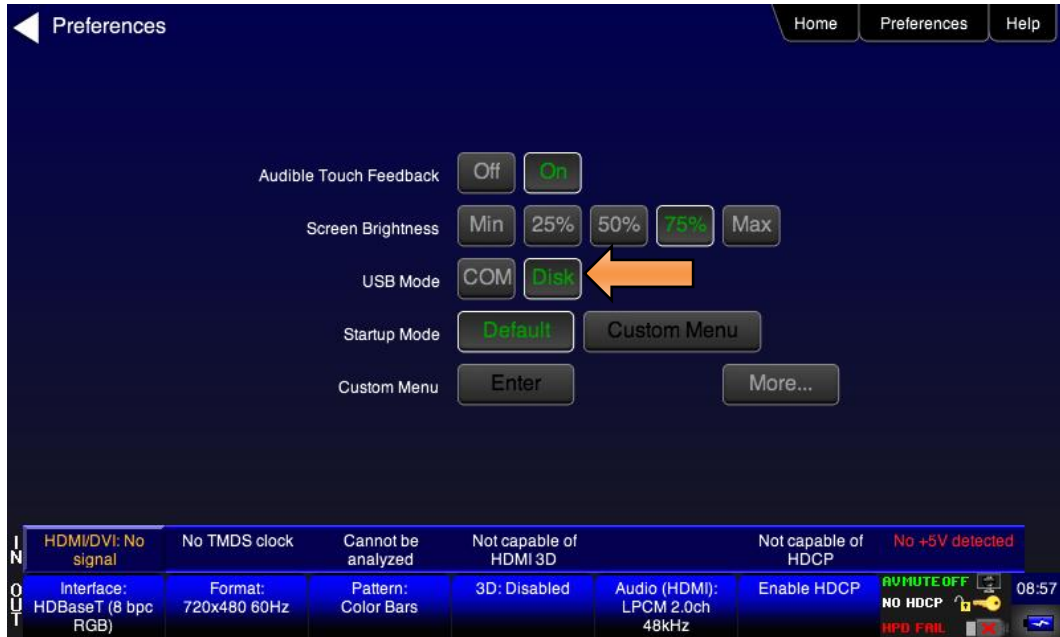 Preferences
Home Preferences Help
Audible Touch Feedback Off On
Screen Brightness Min 25% 50% 75% Max
USB Mode COM Disk
Startup Mode Default Custom Menu
Custom Menu Enter More...
IN
HDMI/DVI: No
signal
No TMDS clock
Cannot be
analyzed
Not capable of
HDMI 3D
Not capable of
HDCP
No +5V detected
OUT
Interface:
HDBaseT (8 bpc
RGB)
Format:
720x480 60Hz
Pattern:
Color Bars
3D: Disabled
Audio (HDMI):
LPCM 2.0ch
48kHz
Enable HDCP
AVMUTE OFF
NO HDCP
HPD FAIL
08:57